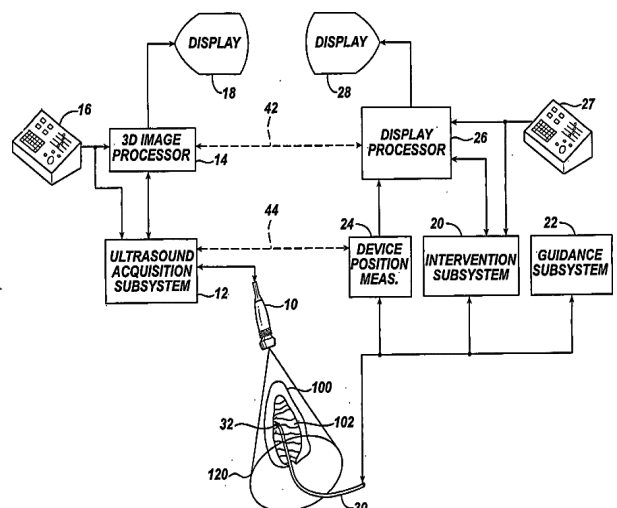 DISPLAY
18
DISPLAY
28
16
42
27
3D IMAGE
PROCESSOR
14
DISPLAY
PROCESSOR
26
44
24
20
22
ULTRASOUND
ACQUISITION
SUBSYSTEM
12
DEVICE
POSITION
MEAS.
INTERVENTION
SUBSYSTEM
GUIDANCE
SUBSYSTEM
10
100
32
102
120
30